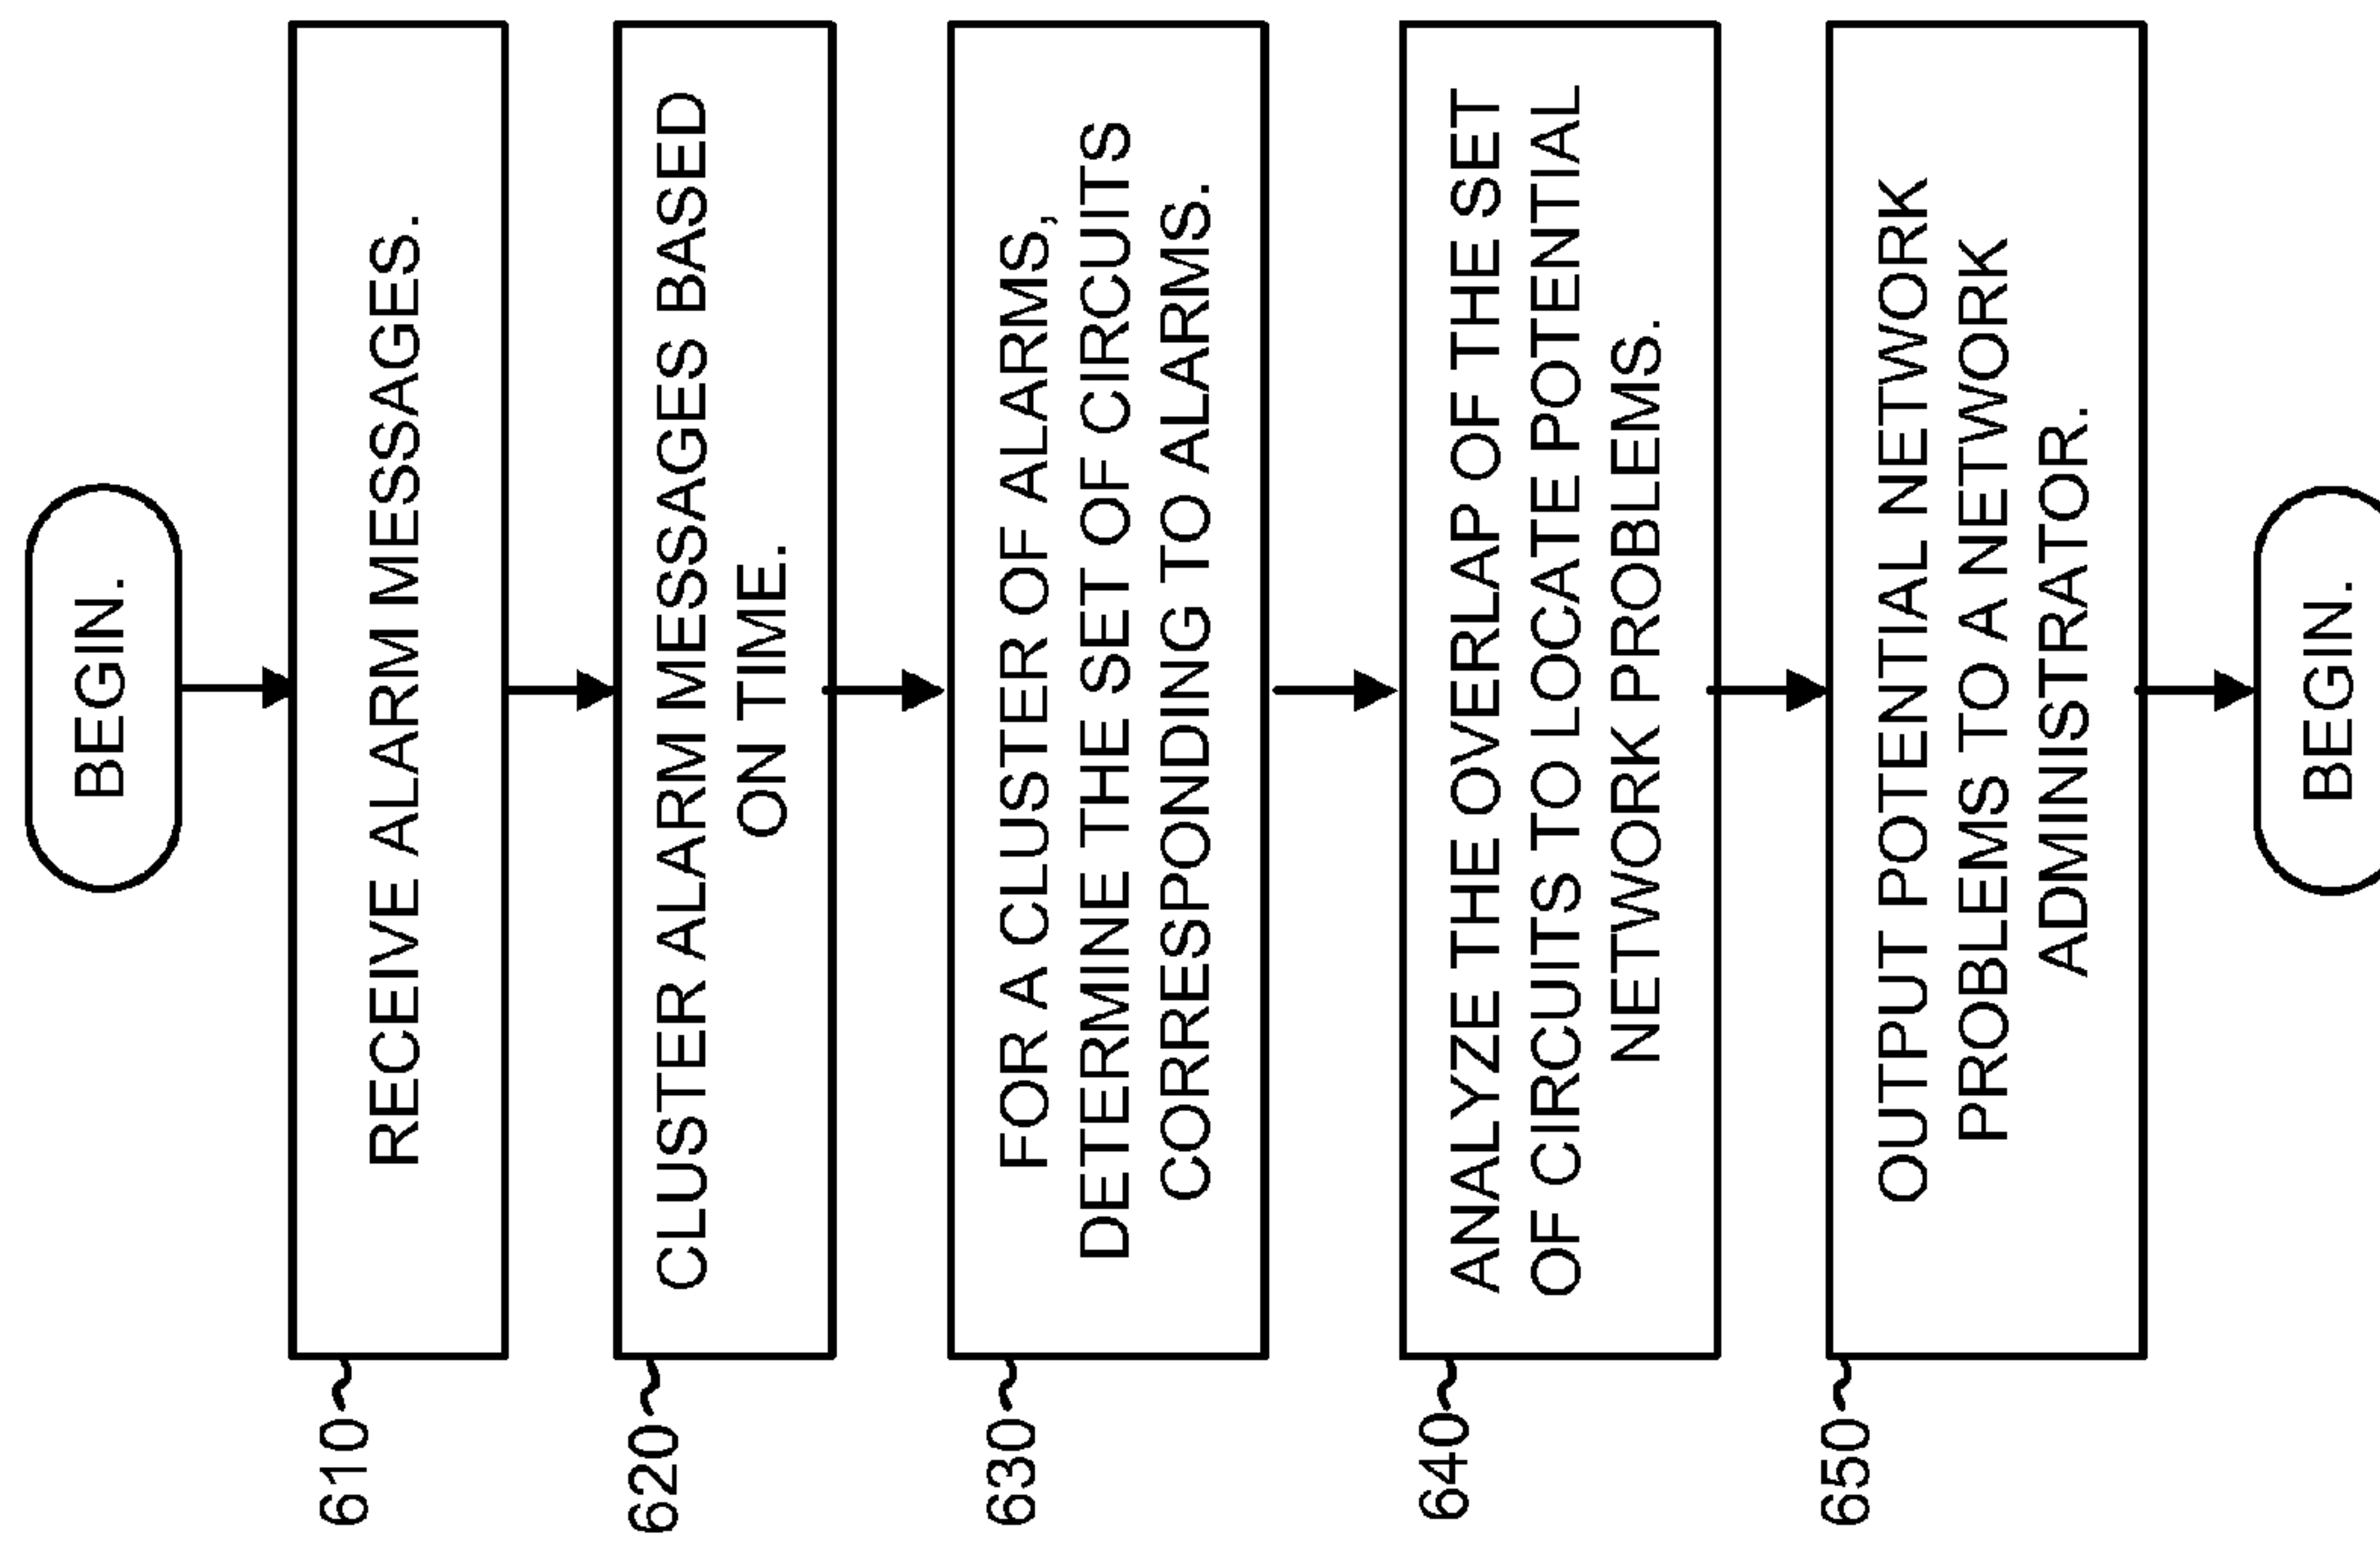 BEGIN.
610
RECEIVE ALARM MESSAGES.
620
CLUSTER ALARM MESSAGES BASED
ON TIME.
630
FOR A CLUSTER OF ALARMS,
DETERMINE THE SET OF CIRCUITS
CORRESPONDING TO ALARMS.
640
ANALYZE THE OVERLAP OF THE SET
OF CIRCUITS TO LOCATE POTENTIAL
NETWORK PROBLEMS.
650
OUTPUT POTENTIAL NETWORK
PROBLEMS TO A NETWORK
ADMINISTRATOR.
BEGIN.